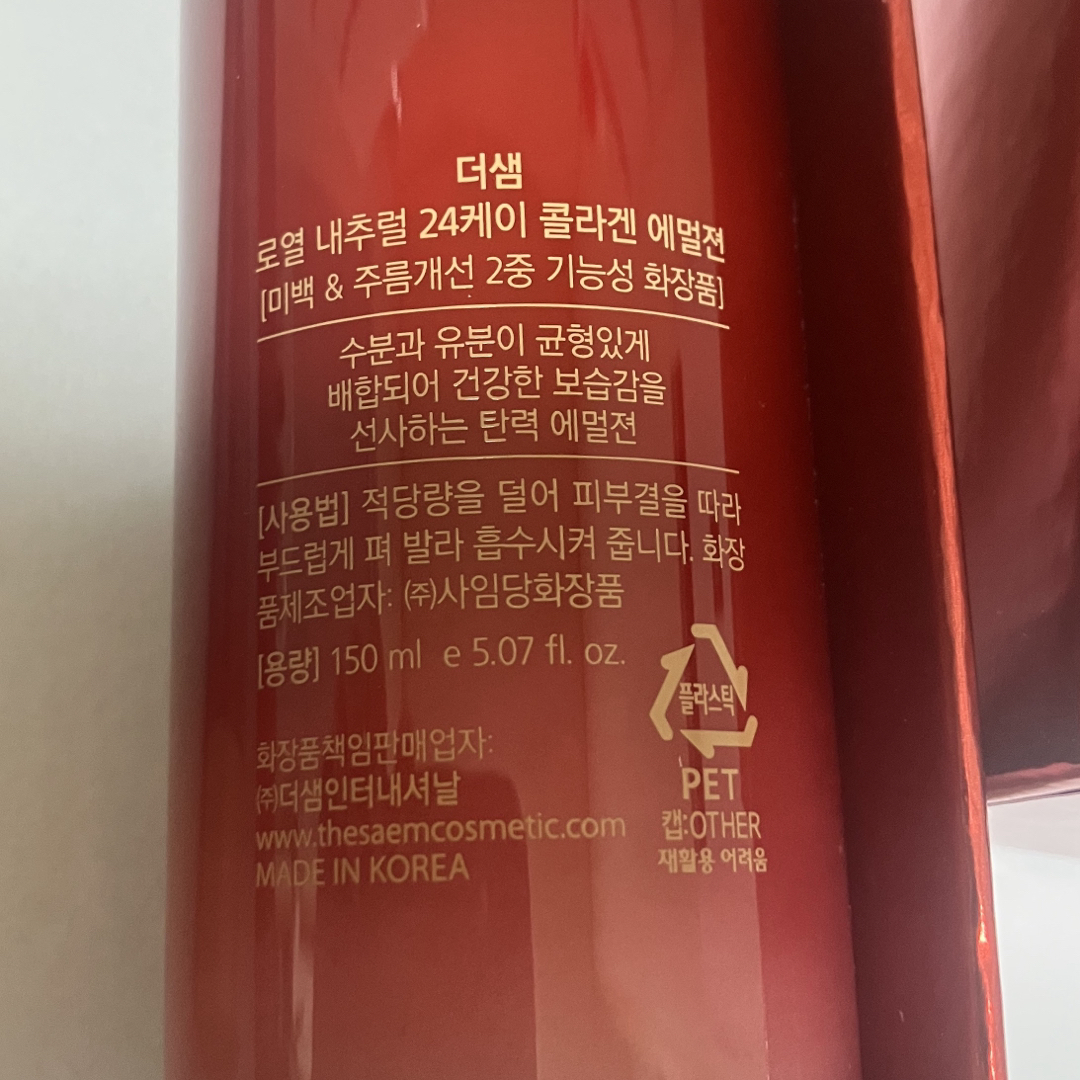 더샘
로열 내추럴 24케이 콜라겐 에멀젼
[미백 & 주름개선 2중 기능성 화장품]
수분과 유분이 균형있게
배합되어 건강한 보습감을
선사하는 탄력 에멀젼
[사용법] 적당량을 덜어 피부결을 따라
부드럽게 펴 발라 흡수시켜 줍니다. 화장
품제조업자: ㈜사임당화장품
[용량] 150 ml e 5.07 fl. oz.
플라스틱
PET
캡:OTHER
재활용 어려움
화장품책임판매업자:
㈜더샘인터내셔날
www.thesaemcosmetic.com
MADE IN KOREA